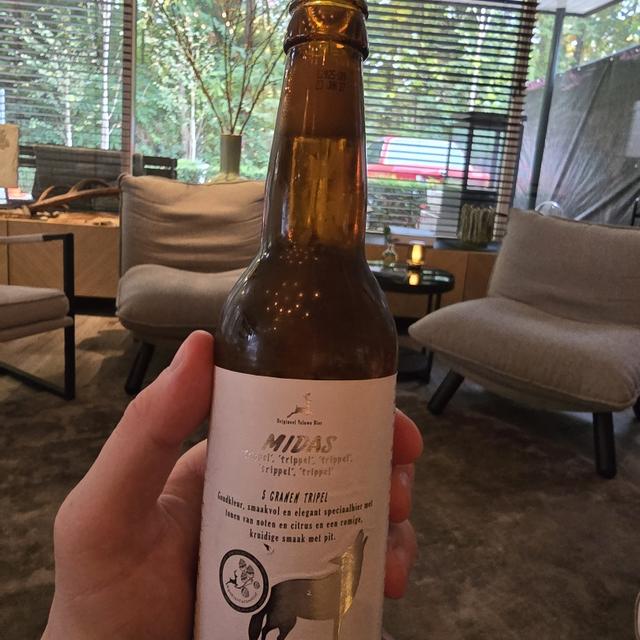 Origineel Veluws Bier
MIDAS
'trippel', 'trippel', 'trippel',
'trippel', 'trippel'
5 GRANEN TRIPEL
Goudkleur, smaakvol en elegant speciaalbier met
tonen van noten en citrus en een romige,
kruidige smaak met pit.